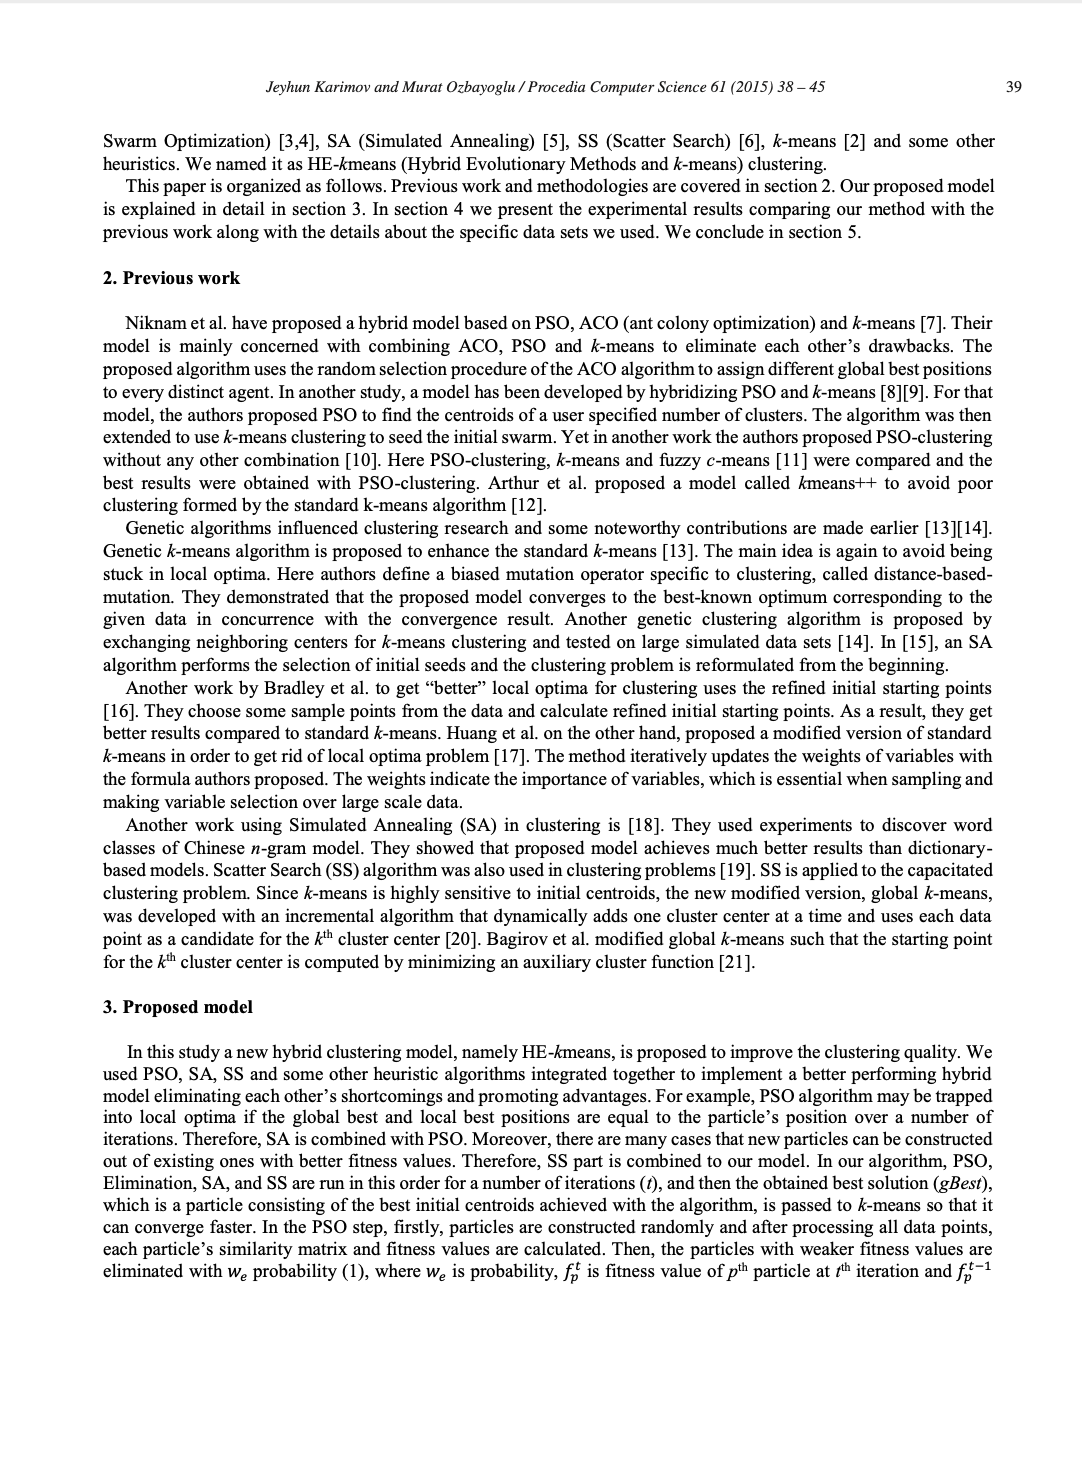 Jeyhun Karimov and Murat Ozbayoglu / Procedia Computer Science 61 (2015) 38 – 45
39
Swarm Optimization) [3,4], SA (Simulated Annealing) [5], SS (Scatter Search) [6], k-means [2] and some other
heuristics. We named it as HE-kmeans (Hybrid Evolutionary Methods and k-means) clustering.
This paper is organized as follows. Previous work and methodologies are covered in section 2. Our proposed model
is explained in detail in section 3. In section 4 we present the experimental results comparing our method with the
previous work along with the details about the specific data sets we used. We conclude in section 5.
2. Previous work
Niknam et al. have proposed a hybrid model based on PSO, ACO (ant colony optimization) and k-means [7]. Their
model is mainly concerned with combining ACO, PSO and k-means to eliminate each other’s drawbacks. The
proposed algorithm uses the random selection procedure of the ACO algorithm to assign different global best positions
to every distinct agent. In another study, a model has been developed by hybridizing PSO and k-means [8][9]. For that
model, the authors proposed PSO to find the centroids of a user specified number of clusters. The algorithm was then
extended to use k-means clustering to seed the initial swarm. Yet in another work the authors proposed PSO-clustering
without any other combination [10]. Here PSO-clustering, k-means and fuzzy c-means [11] were compared and the
best results were obtained with PSO-clustering. Arthur et al. proposed a model called kmeans++ to avoid poor
clustering formed by the standard k-means algorithm [12].
Genetic algorithms influenced clustering research and some noteworthy contributions are made earlier [13][14].
Genetic k-means algorithm is proposed to enhance the standard k-means [13]. The main idea is again to avoid being
stuck in local optima. Here authors define a biased mutation operator specific to clustering, called distance-based-
mutation. They demonstrated that the proposed model converges to the best-known optimum corresponding to the
given data in concurrence with the convergence result. Another genetic clustering algorithm is proposed by
exchanging neighboring centers for k-means clustering and tested on large simulated data sets [14]. In [15], an SA
algorithm performs the selection of initial seeds and the clustering problem is reformulated from the beginning.
Another work by Bradley et al. to get “better” local optima for clustering uses the refined initial starting points
[16]. They choose some sample points from the data and calculate refined initial starting points. As a result, they get
better results compared to standard k-means. Huang et al. on the other hand, proposed a modified version of standard
k-means in order to get rid of local optima problem [17]. The method iteratively updates the weights of variables with
the formula authors proposed. The weights indicate the importance of variables, which is essential when sampling and
making variable selection over large scale data.
Another work using Simulated Annealing (SA) in clustering is [18]. They used experiments to discover word
classes of Chinese n-gram model. They showed that proposed model achieves much better results than dictionary-
based models. Scatter Search (SS) algorithm was also used in clustering problems [19]. SS is applied to the capacitated
clustering problem. Since k-means is highly sensitive to initial centroids, the new modified version, global k-means,
was developed with an incremental algorithm that dynamically adds one cluster center at a time and uses each data
point as a candidate for the kth cluster center [20]. Bagirov et al. modified global k-means such that the starting point
for the kth cluster center is computed by minimizing an auxiliary cluster function [21].
3. Proposed model
In this study a new hybrid clustering model, namely HE-kmeans, is proposed to improve the clustering quality. We
used PSO, SA, SS and some other heuristic algorithms integrated together to implement a better performing hybrid
model eliminating each other’s shortcomings and promoting advantages. For example, PSO algorithm may be trapped
into local optima if the global best and local best positions are equal to the particle’s position over a number of
iterations. Therefore, SA is combined with PSO. Moreover, there are many cases that new particles can be constructed
out of existing ones with better fitness values. Therefore, SS part is combined to our model. In our algorithm, PSO,
Elimination, SA, and SS are run in this order for a number of iterations (t), and then the obtained best solution (gBest),
which is a particle consisting of the best initial centroids achieved with the algorithm, is passed to k-means so that it
can converge faster. In the PSO step, firstly, particles are constructed randomly and after processing all data points,
each particle’s similarity matrix and fitness values are calculated. Then, the particles with weaker fitness values are
eliminated with w_e probability (1), where w_e is probability, f_p^t is fitness value of pth particle at tth iteration and f_p^{t−1}